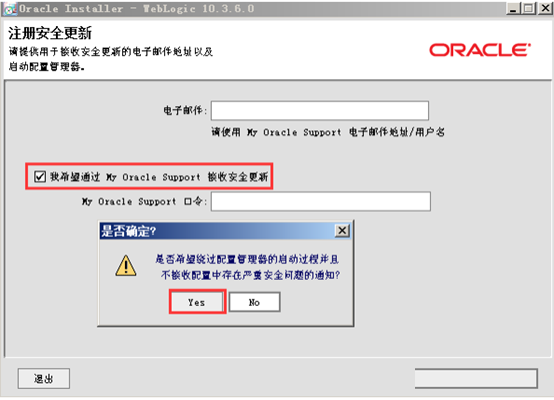 Oracle Installer - WebLogic 10.3.6.0
注册安全更新
请提供用于接收安全更新的电子邮件地址以及
启动配置管理器。
ORACLE
电子邮件:
请使用 My Oracle Support 电子邮件地址/用户名
我希望通过 My Oracle Support 接收安全更新
My Oracle Support 口令:
是否确定?
是否希望绕过配置管理器的启动过程并且
不接收配置中存在严重安全问题的通知?
Yes
No
退出